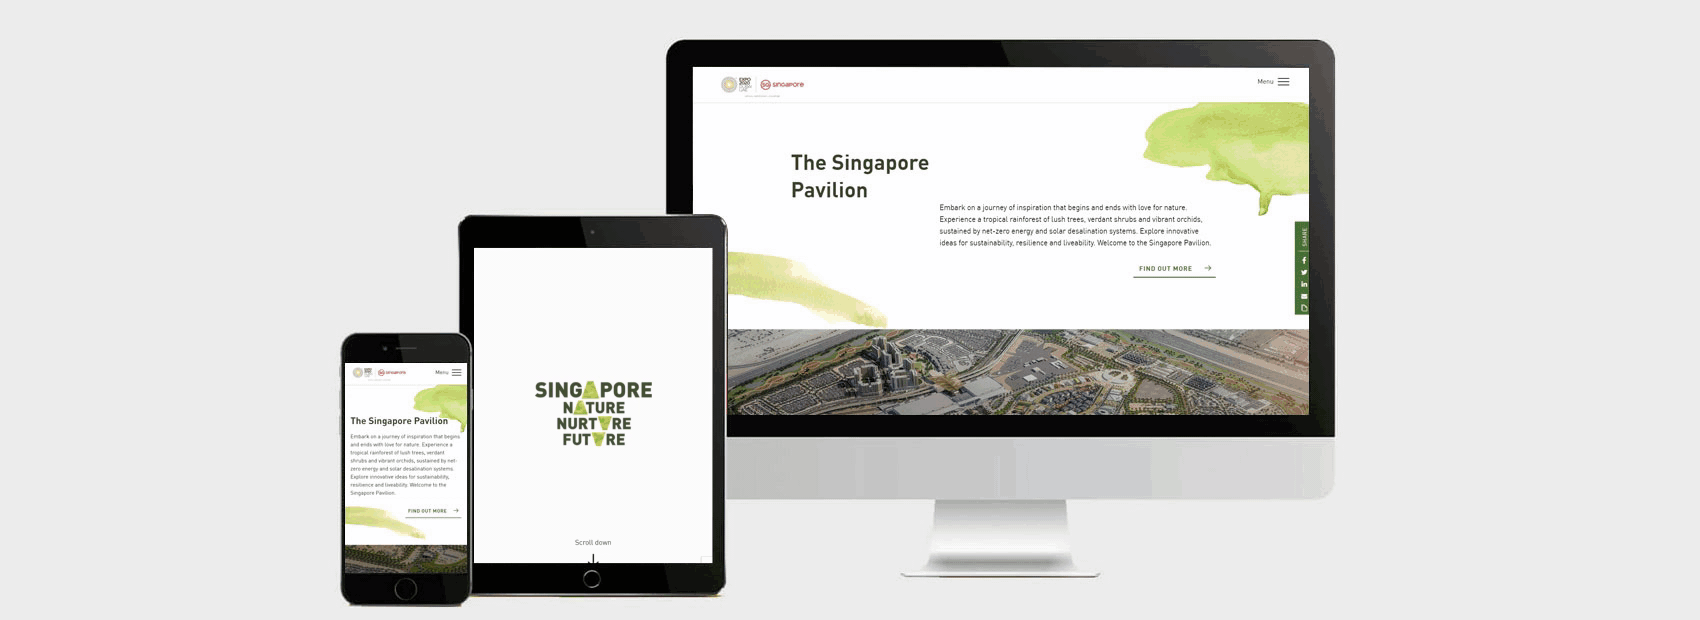 EXPO
2020
singapore
Menu
The Singapore
Pavilion
Embark on a journey of inspiration that begins and ends with love for nature.
Experience a tropical rainforest of lush trees, verdant shrubs and vibrant orchids,
sustained by net-zero energy and solar desalination systems. Explore innovative
ideas for sustainability, resilience and liveability. Welcome to the Singapore Pavilion.
FIND OUT MORE
SHARE
SINGAPORE
NATURE
NURTURE
FUTURE
Scroll down
singapore
Menu
The Singapore Pavilion
Embark on a journey of inspiration that begins
and ends with love for nature. Experience a
tropical rainforest of lush trees, verdant
shrubs and vibrant orchids, sustained by net-
zero energy and solar desalination systems.
Explore innovative ideas for sustainability,
resilience and liveability. Welcome to the
Singapore Pavilion.
FIND OUT MORE